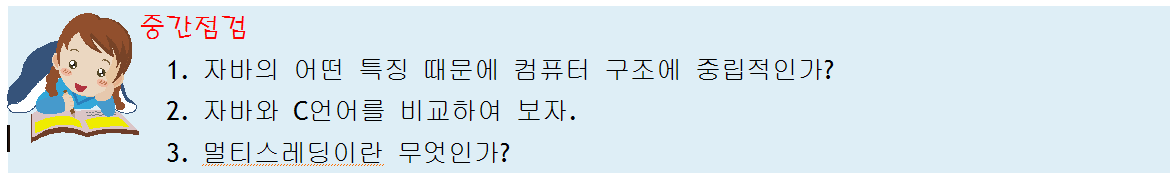 중간점검
1. 자바의 어떤 특징 때문에 컴퓨터 구조에 중립적인가?
2. 자바와 C언어를 비교하여 보자.
3. 멀티스레딩이란 무엇인가?